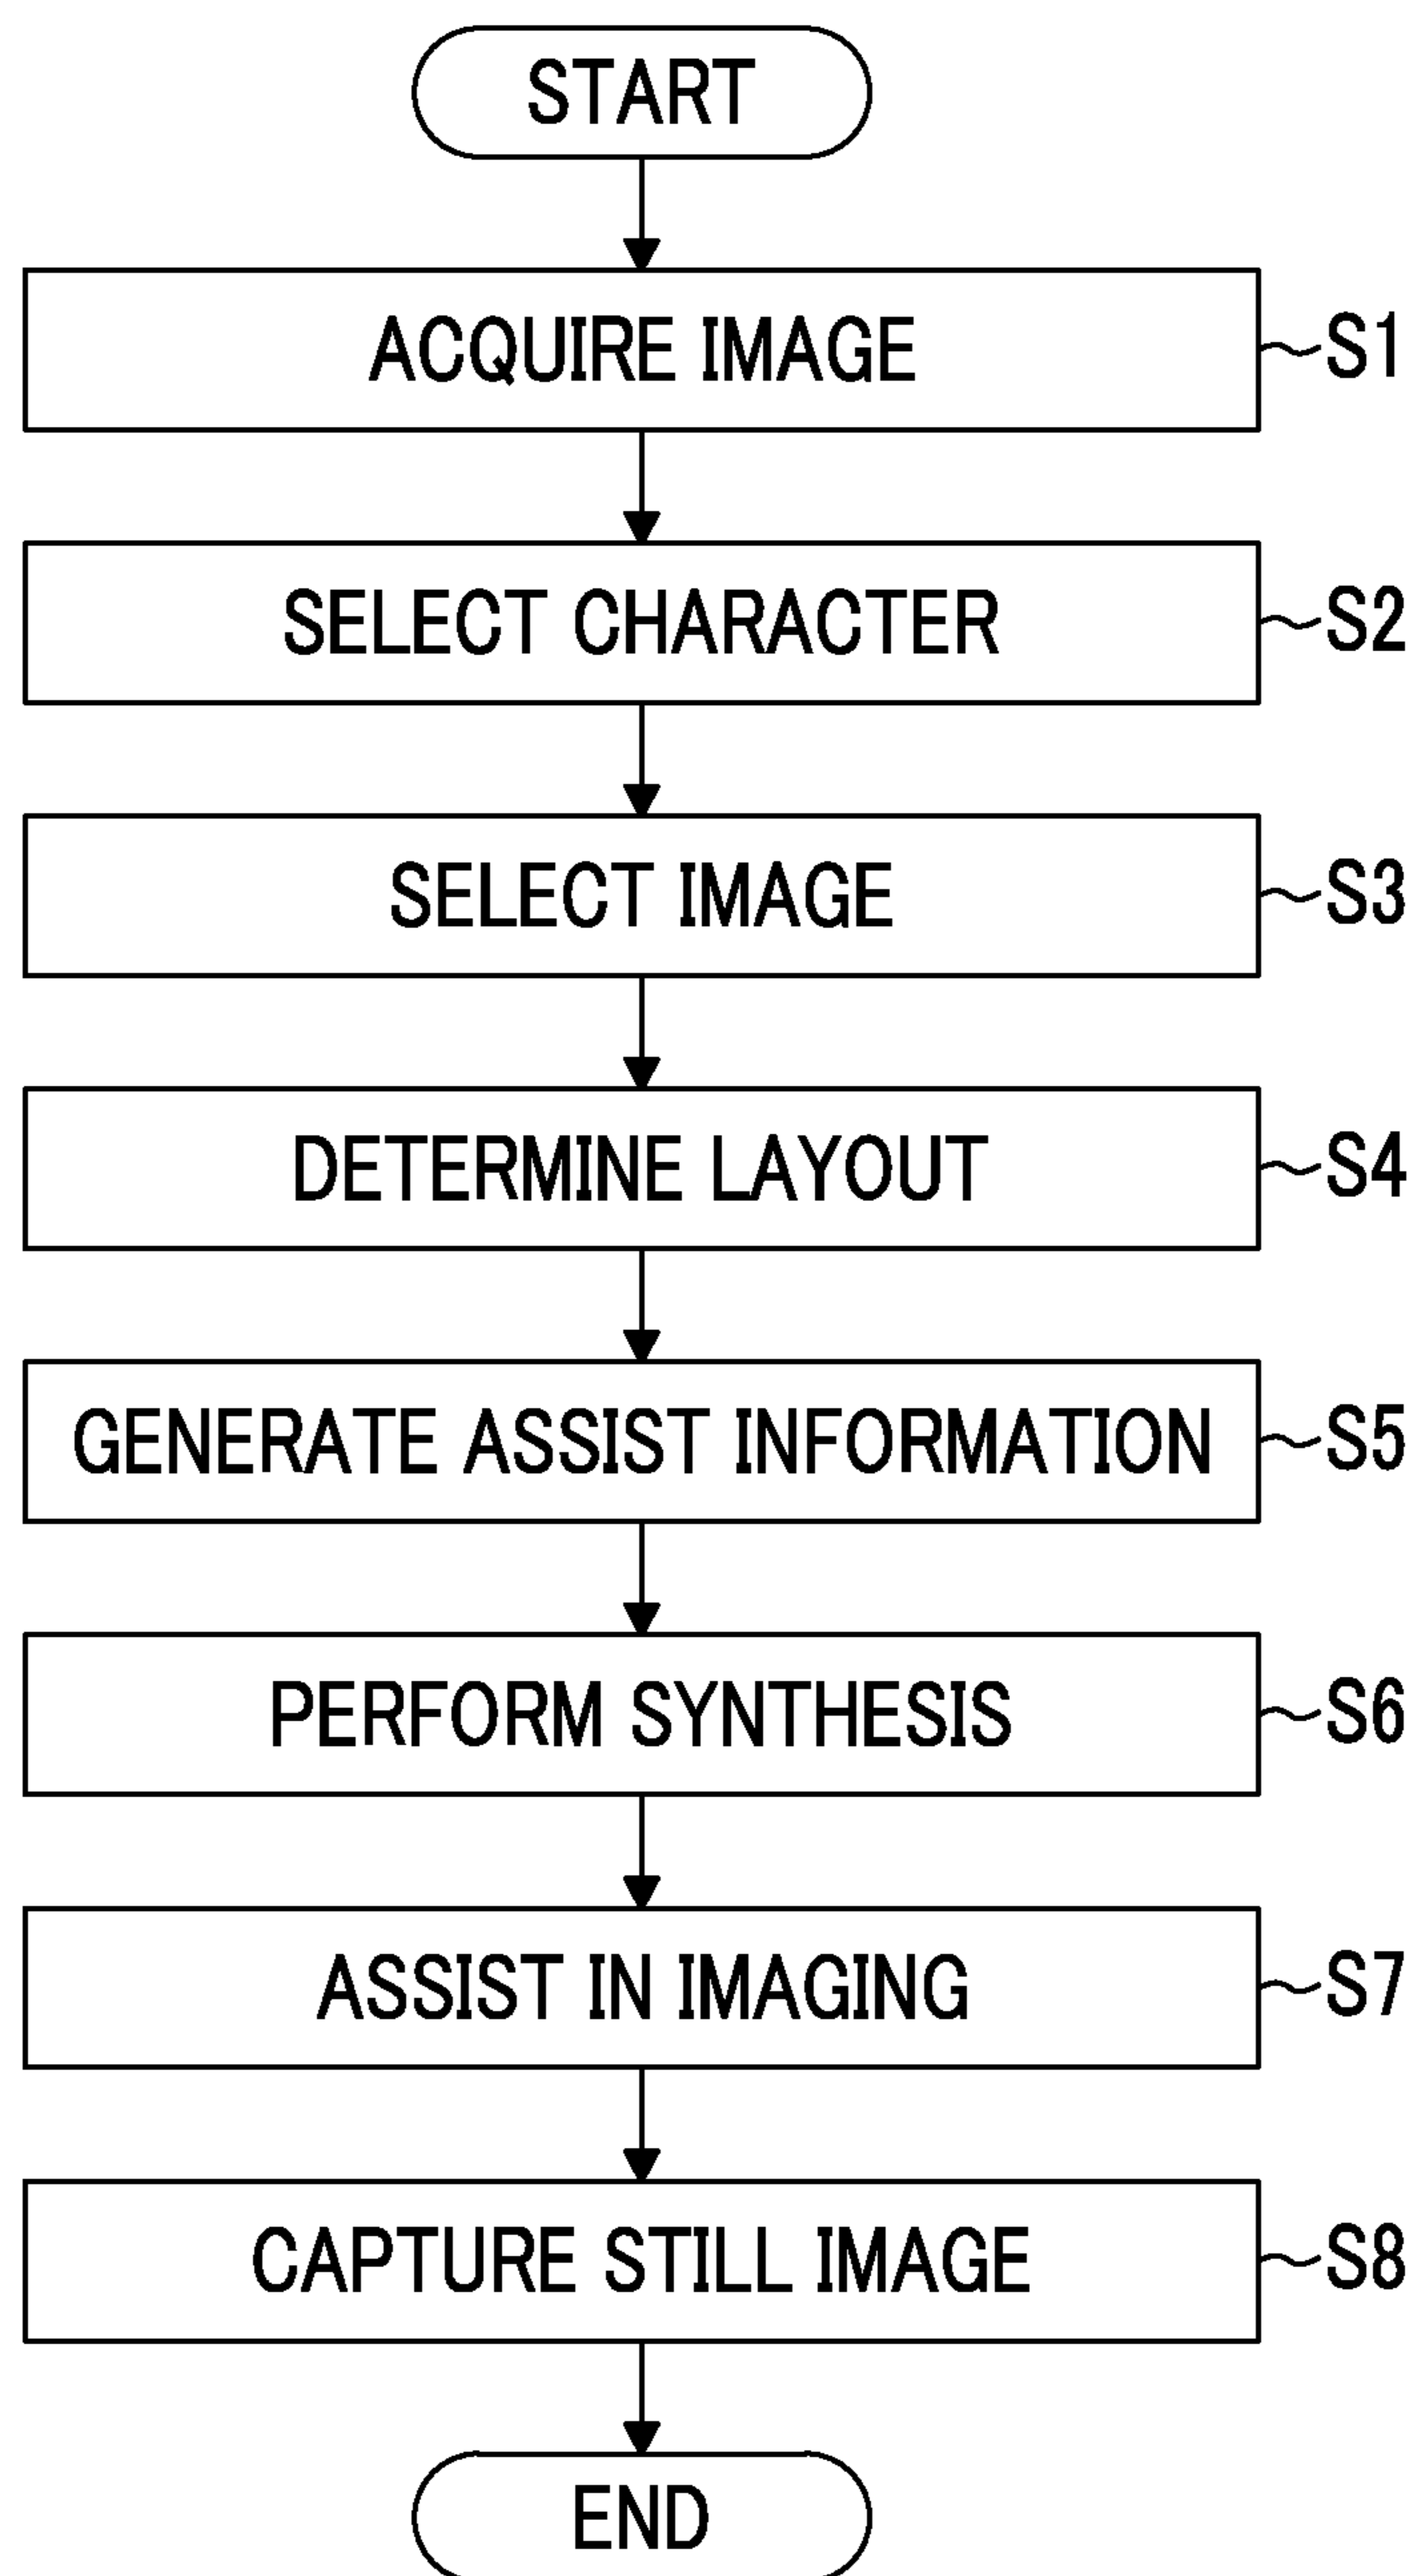 START
ACQUIRE IMAGE S1
SELECT CHARACTER S2
SELECT IMAGE S3
DETERMINE LAYOUT S4
GENERATE ASSIST INFORMATION S5
PERFORM SYNTHESIS S6
ASSIST IN IMAGING S7
CAPTURE STILL IMAGE S8
END